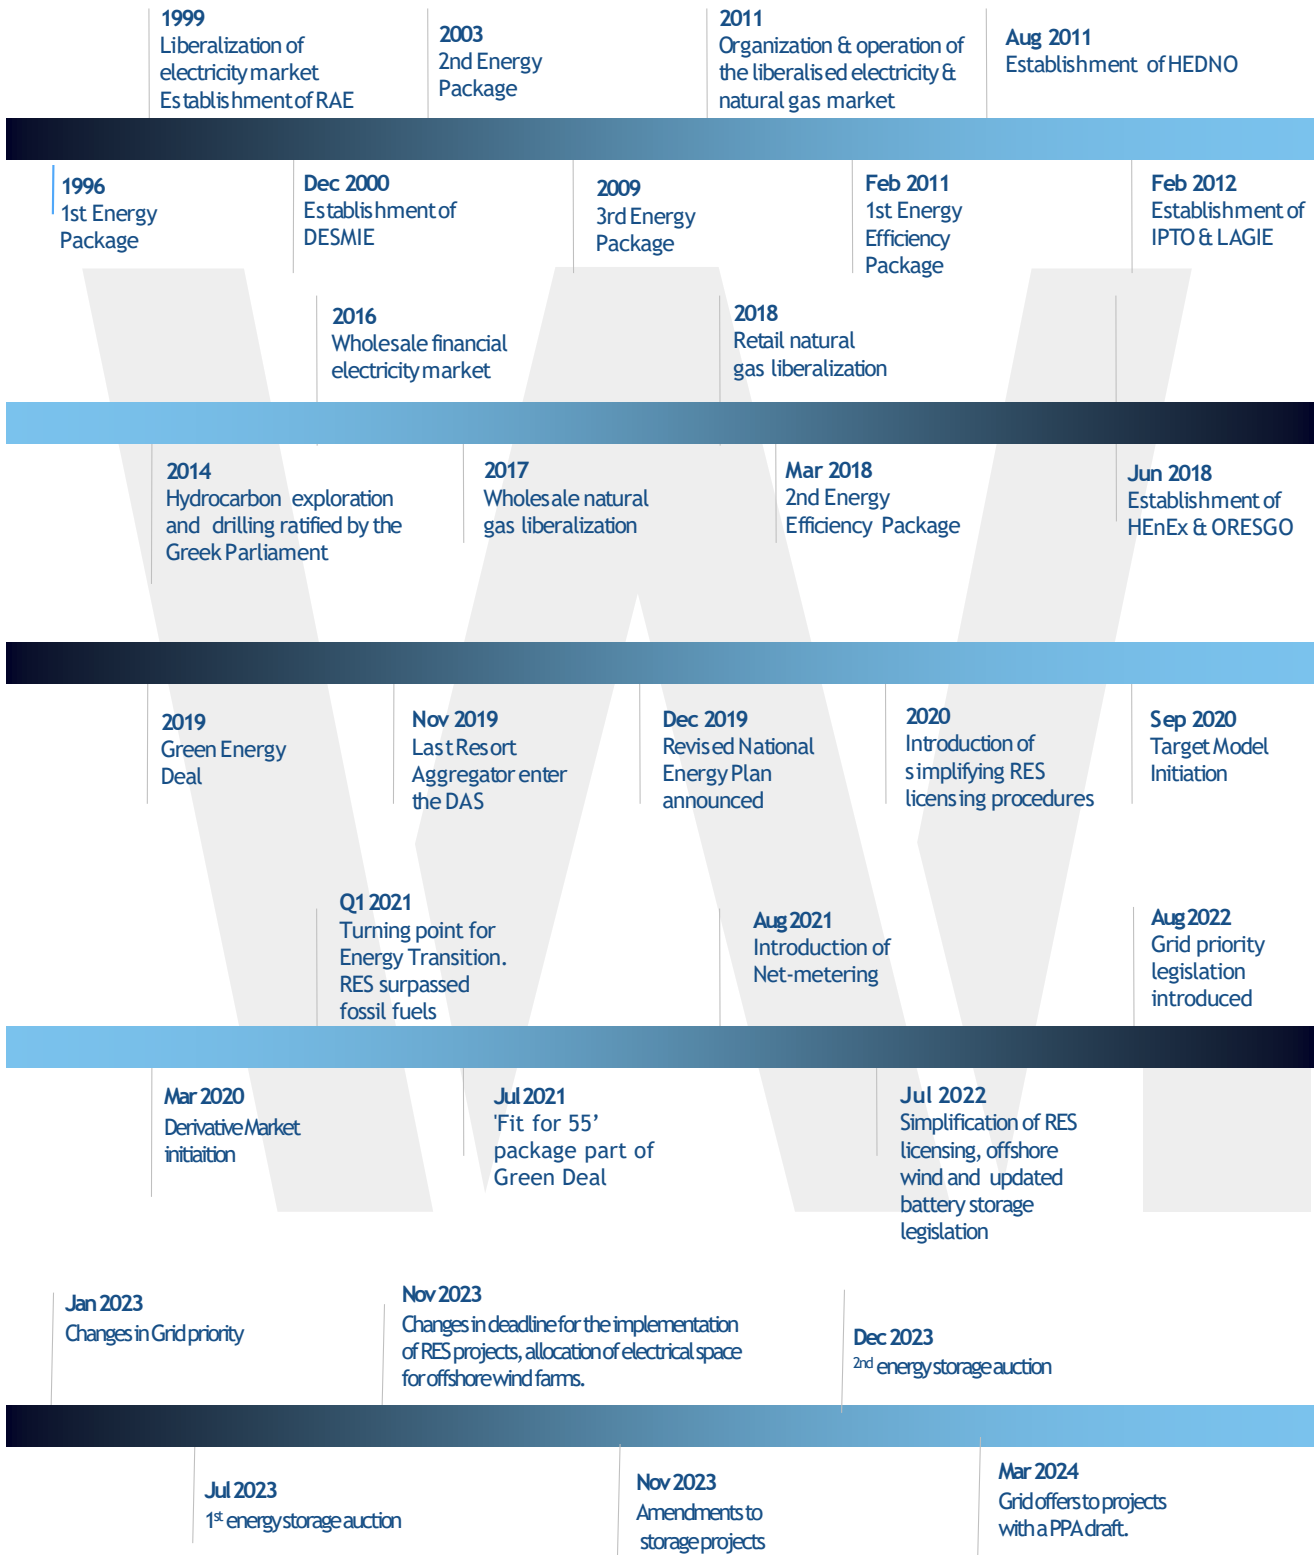 1999
Liberalization of
electricity market
Establishment of RAE
2003
2nd Energy
Package
2011
Organization & operation of
the liberalised electricity &
natural gas market
Aug 2011
Establishment of HEDNO
1996
1st Energy
Package
Dec 2000
Establishment of
DESMIE
2009
3rd Energy
Package
Feb 2011
1st Energy
Efficiency
Package
Feb 2012
Establishment of
IPTO & LAGIE
2016
Wholesale financial
electricity market
2018
Retail natural
gas liberalization
2014
Hydrocarbon exploration
and drilling ratified by the
Greek Parliament
2017
Wholesale natural
gas liberalization
Mar 2018
2nd Energy
Efficiency Package
Jun 2018
Establishment of
HEnEx & ORESGO
2019
Green Energy
Deal
Nov 2019
Last Resort
Aggregator enter
the DAS
Dec 2019
Revised National
Energy Plan
announced
2020
Introduction of
simplifying RES
licensing procedures
Sep 2020
Target Model
Initiation
Q1 2021
Turning point for
Energy Transition.
RES surpassed
fossil fuels
Aug 2021
Introduction of
Net-metering
Aug 2022
Grid priority
legislation
introduced
Mar 2020
Derivative Market
initiaition
Jul 2021
'Fit for 55’
package part of
Green Deal
Jul 2022
Simplification of RES
licensing, offshore
wind and updated
battery storage
legislation
Jan 2023
Changes in Grid priority
Nov 2023
Changes in deadline for the implementation
of RES projects, allocation of electrical space
for offshore wind farms.
Dec 2023
2nd energy storage auction
Jul 2023
1st energy storage auction
Nov 2023
Amendments to
storage projects
Mar 2024
Grid offers to projects
with a PPA draft.